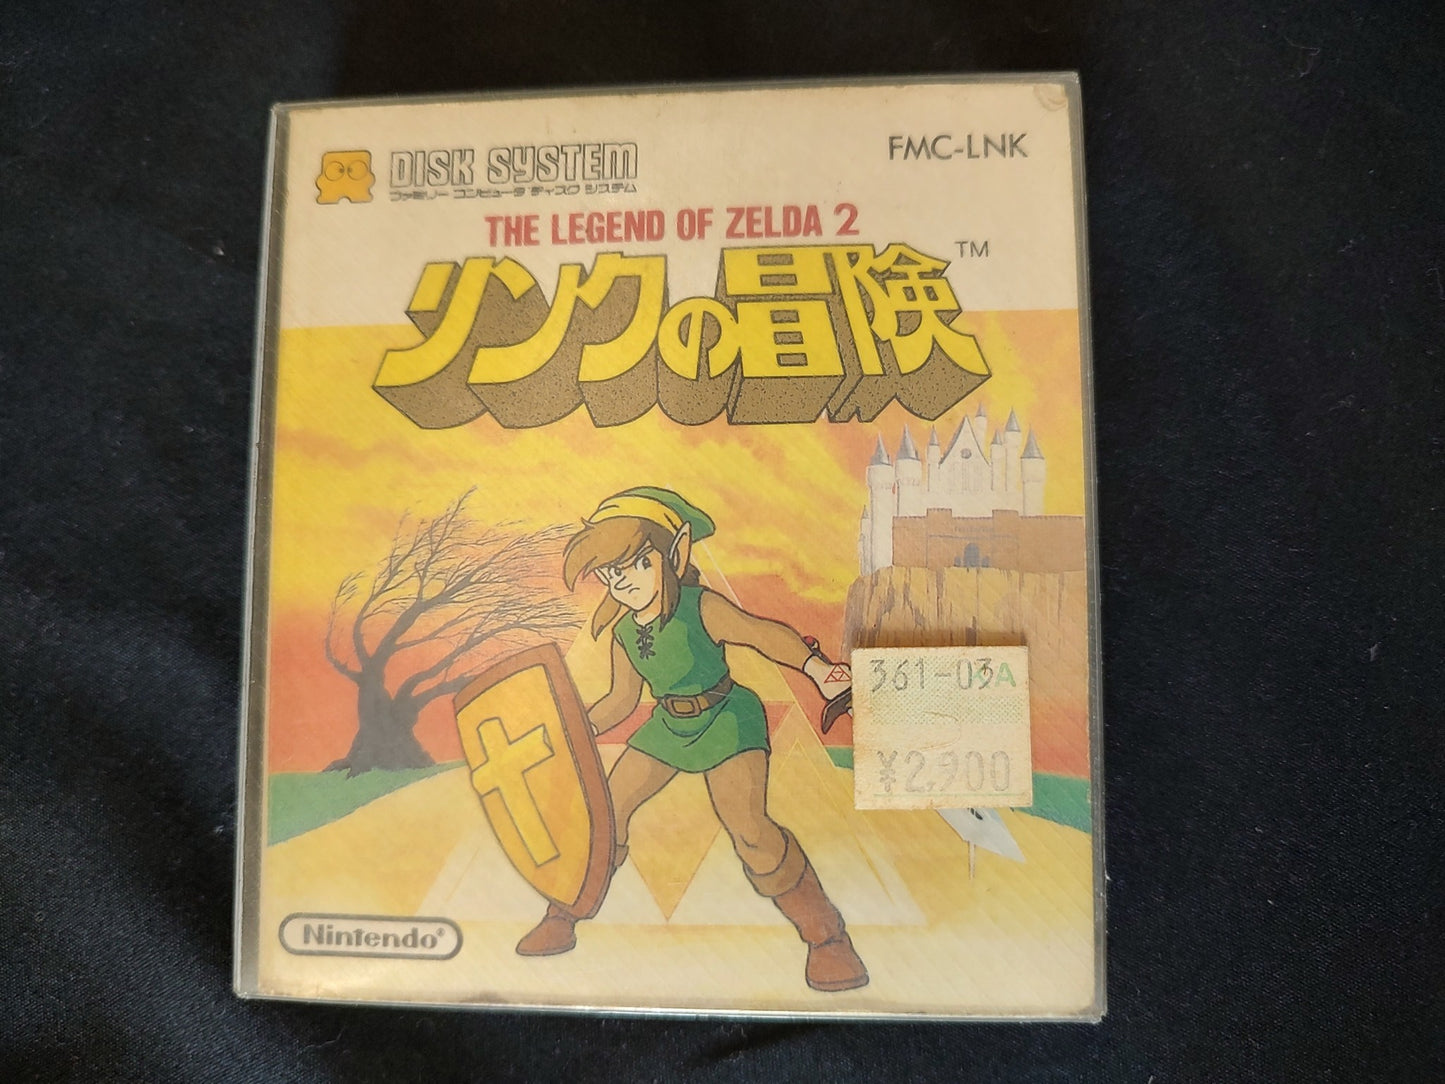 DISK SYSTEM
ファミリー コンピュータ ディスク システム
FMC-LNK
THE LEGEND OF ZELDA 2
リンクの冒険 TM
361-03 A
¥2,900
Nintendo®